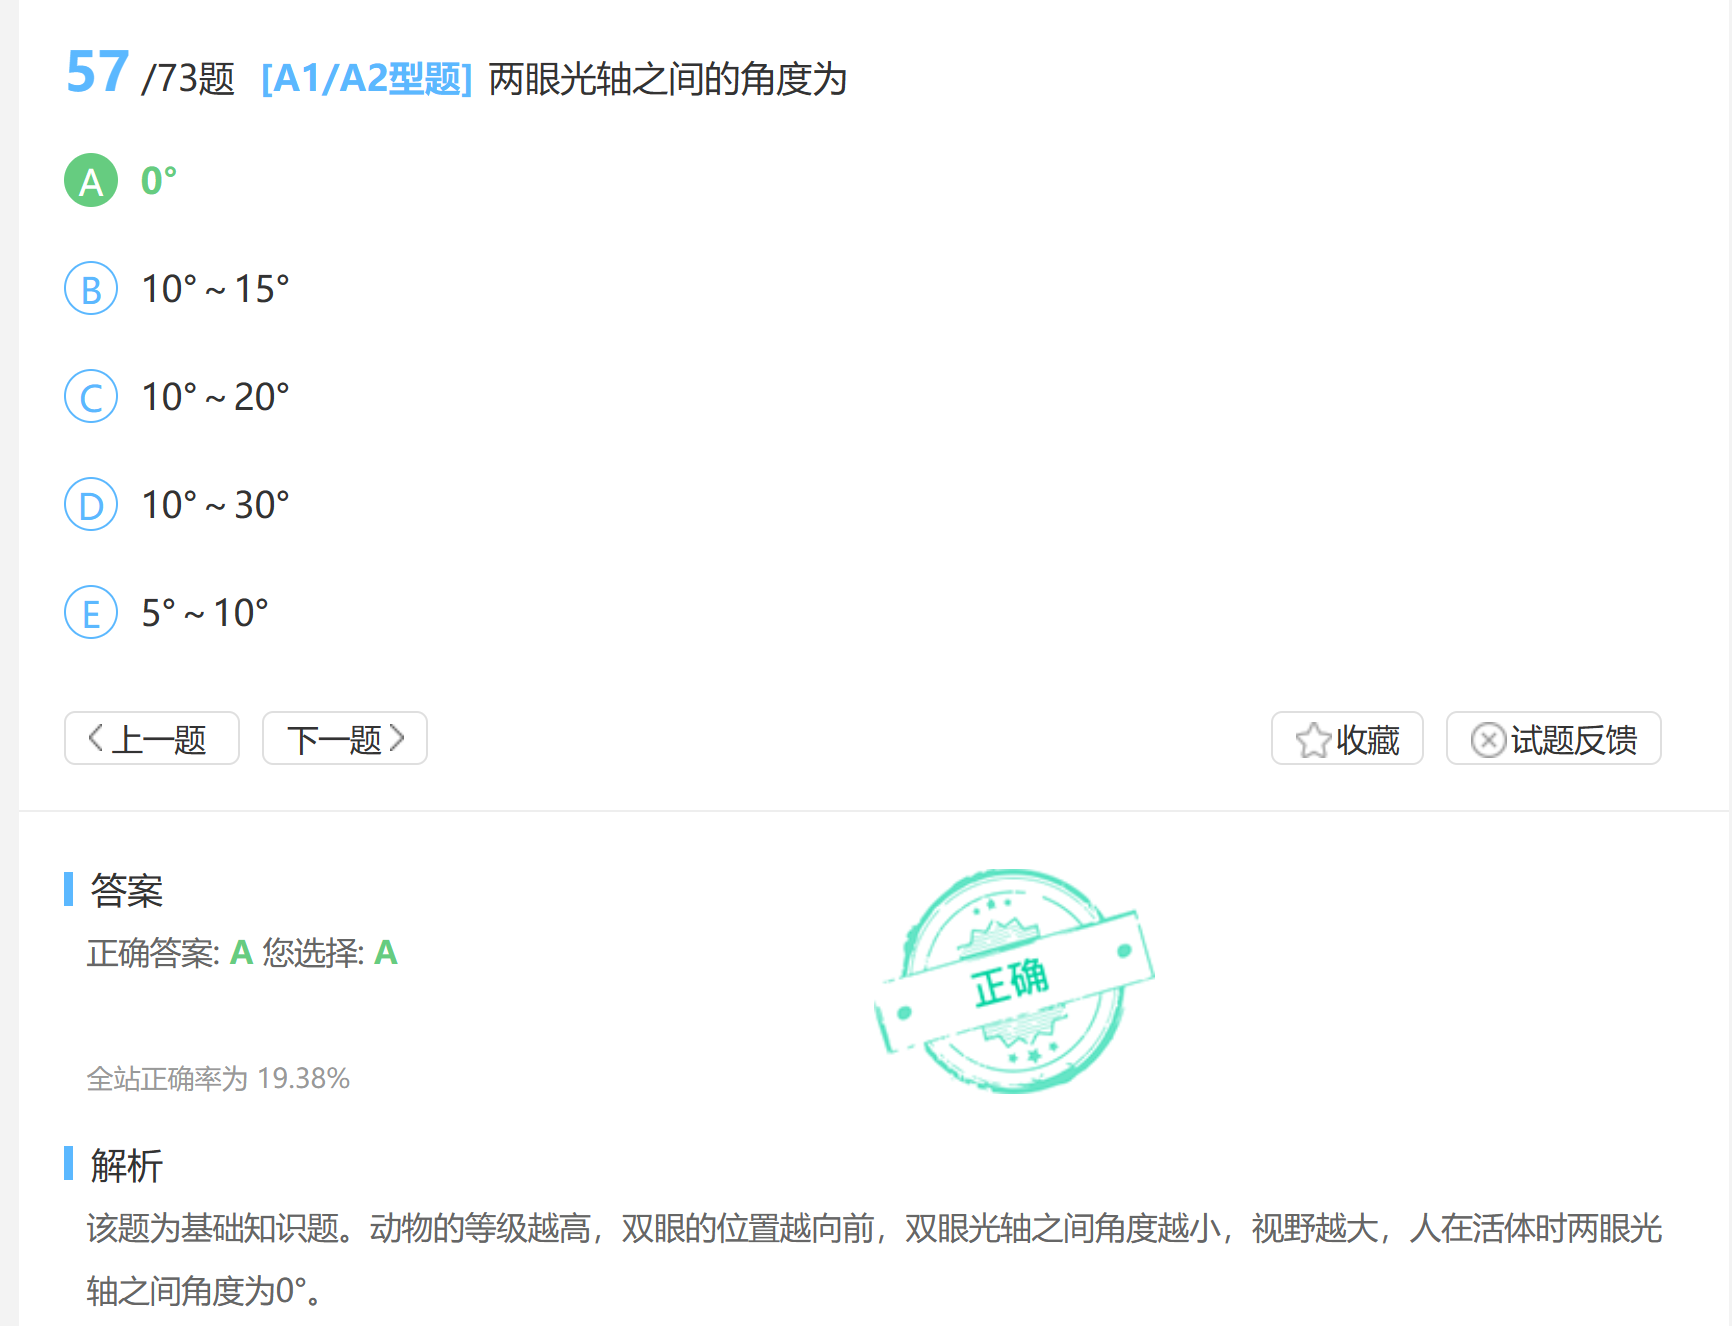 57 /73题 [A1/A2型题] 两眼光轴之间的角度为
A 0°
B 10°~15°
C 10°~20°
D 10°~30°
E 5°~10°
上一题 下一题 收藏 试题反馈
答案
正确答案: A 您选择: A
正确
全站正确率为 19.38%
解析
该题为基础知识题。动物的等级越高，双眼的位置越向前，双眼光轴之间角度越小，视野越大，人在活体时两眼光
轴之间角度为0°。